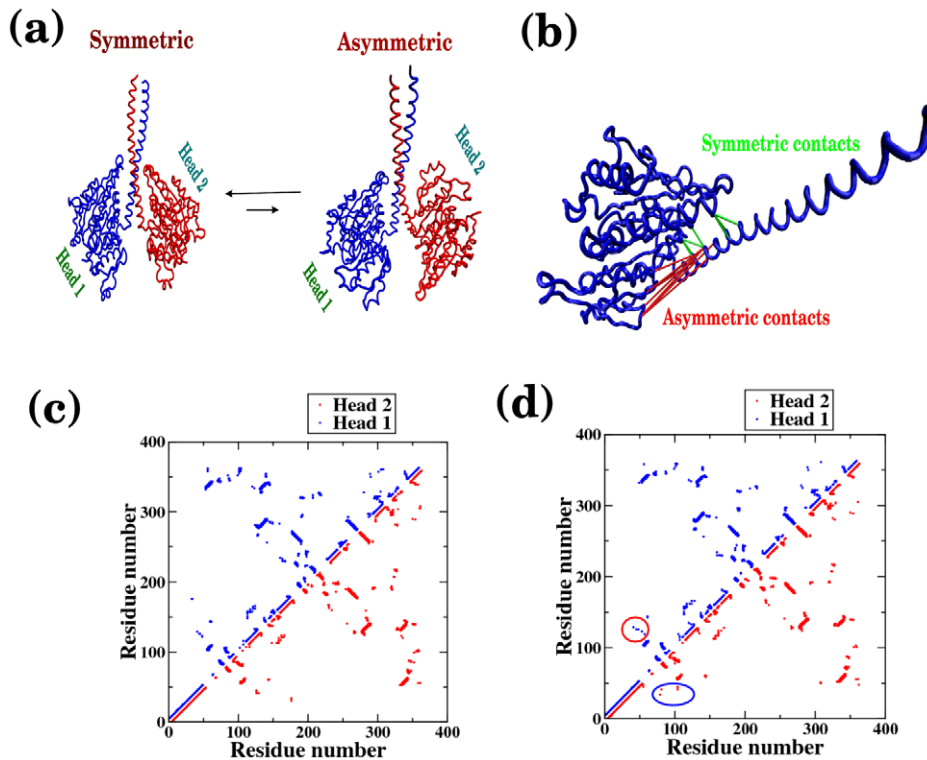 (a)
Symmetric
Asymmetric
Head 2
Head 1
Head 2
Head 1
(b)
Symmetric contacts
Asymmetric contacts
(c)
Head 2
Head 1
400
300
200
100
0
0
100
200
300
400
Residue number
Residue number
(d)
Head 2
Head 1
400
300
200
100
0
0
100
200
300
400
Residue number
Residue number